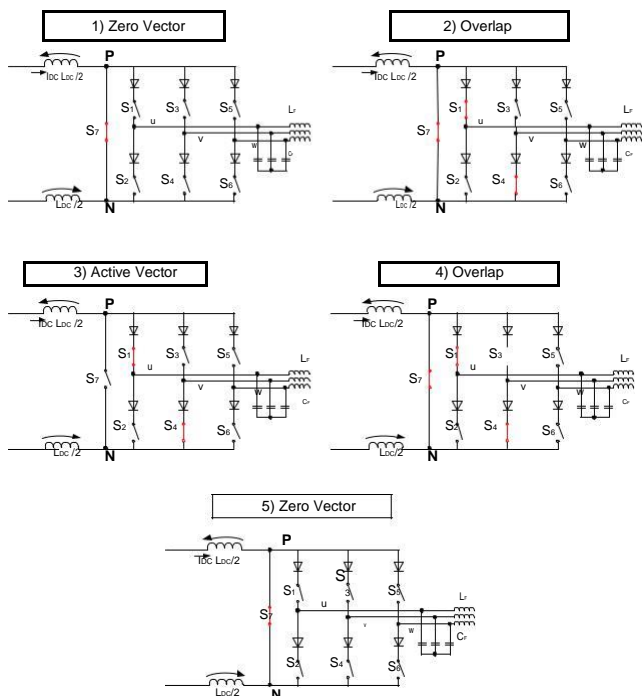 1) Zero Vector
P
IDC LDC /2
S1 S3 S5
LF
S7
u
v
w
CF
S2 S4 S6
LDC /2
N
2) Overlap
P
IDC LDC /2
S1 S3 S5
LF
S7
u
v
w
CF
S2 S4 S6
LDC /2
N
3) Active Vector
P
IDC LDC /2
S1 S3 S5
LF
S7
u
v
w
CF
S2 S4 S6
LDC/2
N
4) Overlap
P
IDC LDC /2
S1 S3 S5
LF
S7
u
v
w
CF
S2 S4 S6
LDC/2
N
5) Zero Vector
P
IDC LDC/2
S1 S3 S5
LF
S7
u
v
w
CF
S2 S4 S6
LDC/2
N